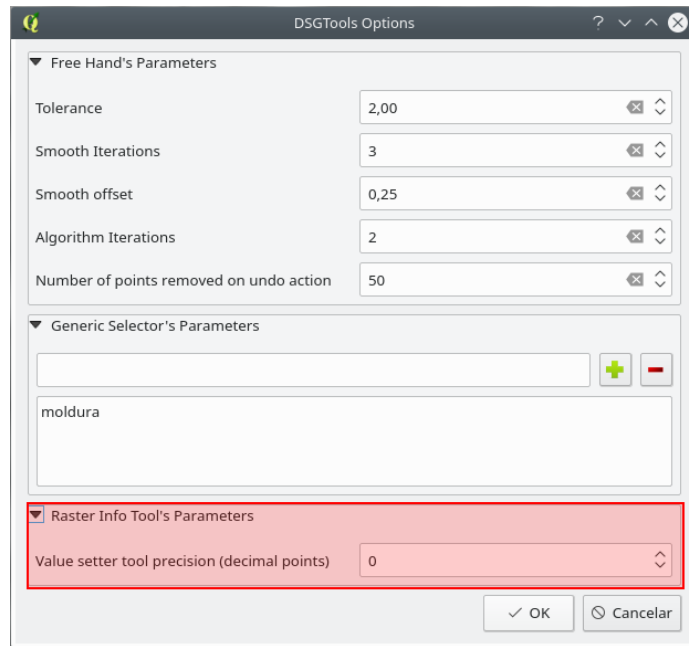 DSGTools Options
Free Hand's Parameters
Tolerance 2,00
Smooth Iterations 3
Smooth offset 0,25
Algorithm Iterations 2
Number of points removed on undo action 50
Generic Selector's Parameters
moldura
Raster Info Tool's Parameters
Value setter tool precision (decimal points) 0
OK Cancelar